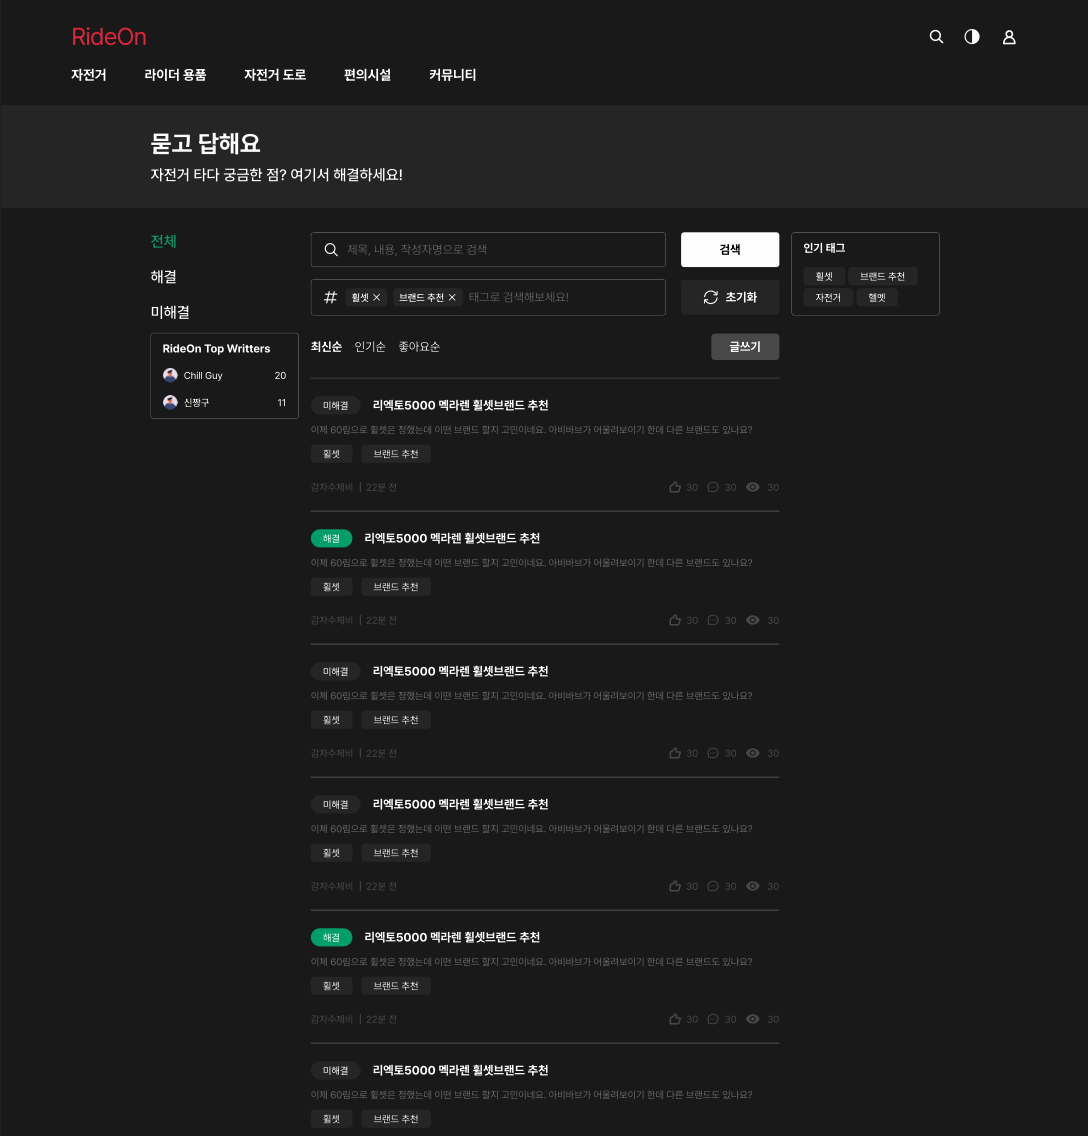 RideOn
자전거 라이더 용품 자전거 도로 편의시설 커뮤니티
묻고 답해요
자전거 타다 궁금한 점? 여기서 해결하세요!
전체
해결
미해결
RideOn Top Writters
Chill Guy 20
신짱구 11
제목, 내용, 작성자명으로 검색
검색
# 휠셋 × 브랜드 추천 × 태그로 검색해보세요!
초기화
인기 태그
휠셋 브랜드 추천
자전거 헬멧
최신순 인기순 좋아요순
글쓰기
미해결 리엑토5000 멕라렌 휠셋브랜드 추천
이제 60림으로 휠셋은 정했는데 이떤 브랜드 할지 고민이네요. 아비바브가 어울려보이기 한데 다른 브랜드도 있나요?
휠셋 브랜드 추천
감자수제비 | 22분 전 30 30 30
해결 리엑토5000 멕라렌 휠셋브랜드 추천
이제 60림으로 휠셋은 정했는데 이떤 브랜드 할지 고민이네요. 아비바브가 어울려보이기 한데 다른 브랜드도 있나요?
휠셋 브랜드 추천
감자수제비 | 22분 전 30 30 30
미해결 리엑토5000 멕라렌 휠셋브랜드 추천
이제 60림으로 휠셋은 정했는데 이떤 브랜드 할지 고민이네요. 아비바브가 어울려보이기 한데 다른 브랜드도 있나요?
휠셋 브랜드 추천
감자수제비 | 22분 전 30 30 30
미해결 리엑토5000 멕라렌 휠셋브랜드 추천
이제 60림으로 휠셋은 정했는데 이떤 브랜드 할지 고민이네요. 아비바브가 어울려보이기 한데 다른 브랜드도 있나요?
휠셋 브랜드 추천
감자수제비 | 22분 전 30 30 30
해결 리엑토5000 멕라렌 휠셋브랜드 추천
이제 60림으로 휠셋은 정했는데 이떤 브랜드 할지 고민이네요. 아비바브가 어울려보이기 한데 다른 브랜드도 있나요?
휠셋 브랜드 추천
감자수제비 | 22분 전 30 30 30
미해결 리엑토5000 멕라렌 휠셋브랜드 추천
이제 60림으로 휠셋은 정했는데 이떤 브랜드 할지 고민이네요. 아비바브가 어울려보이기 한데 다른 브랜드도 있나요?
휠셋 브랜드 추천